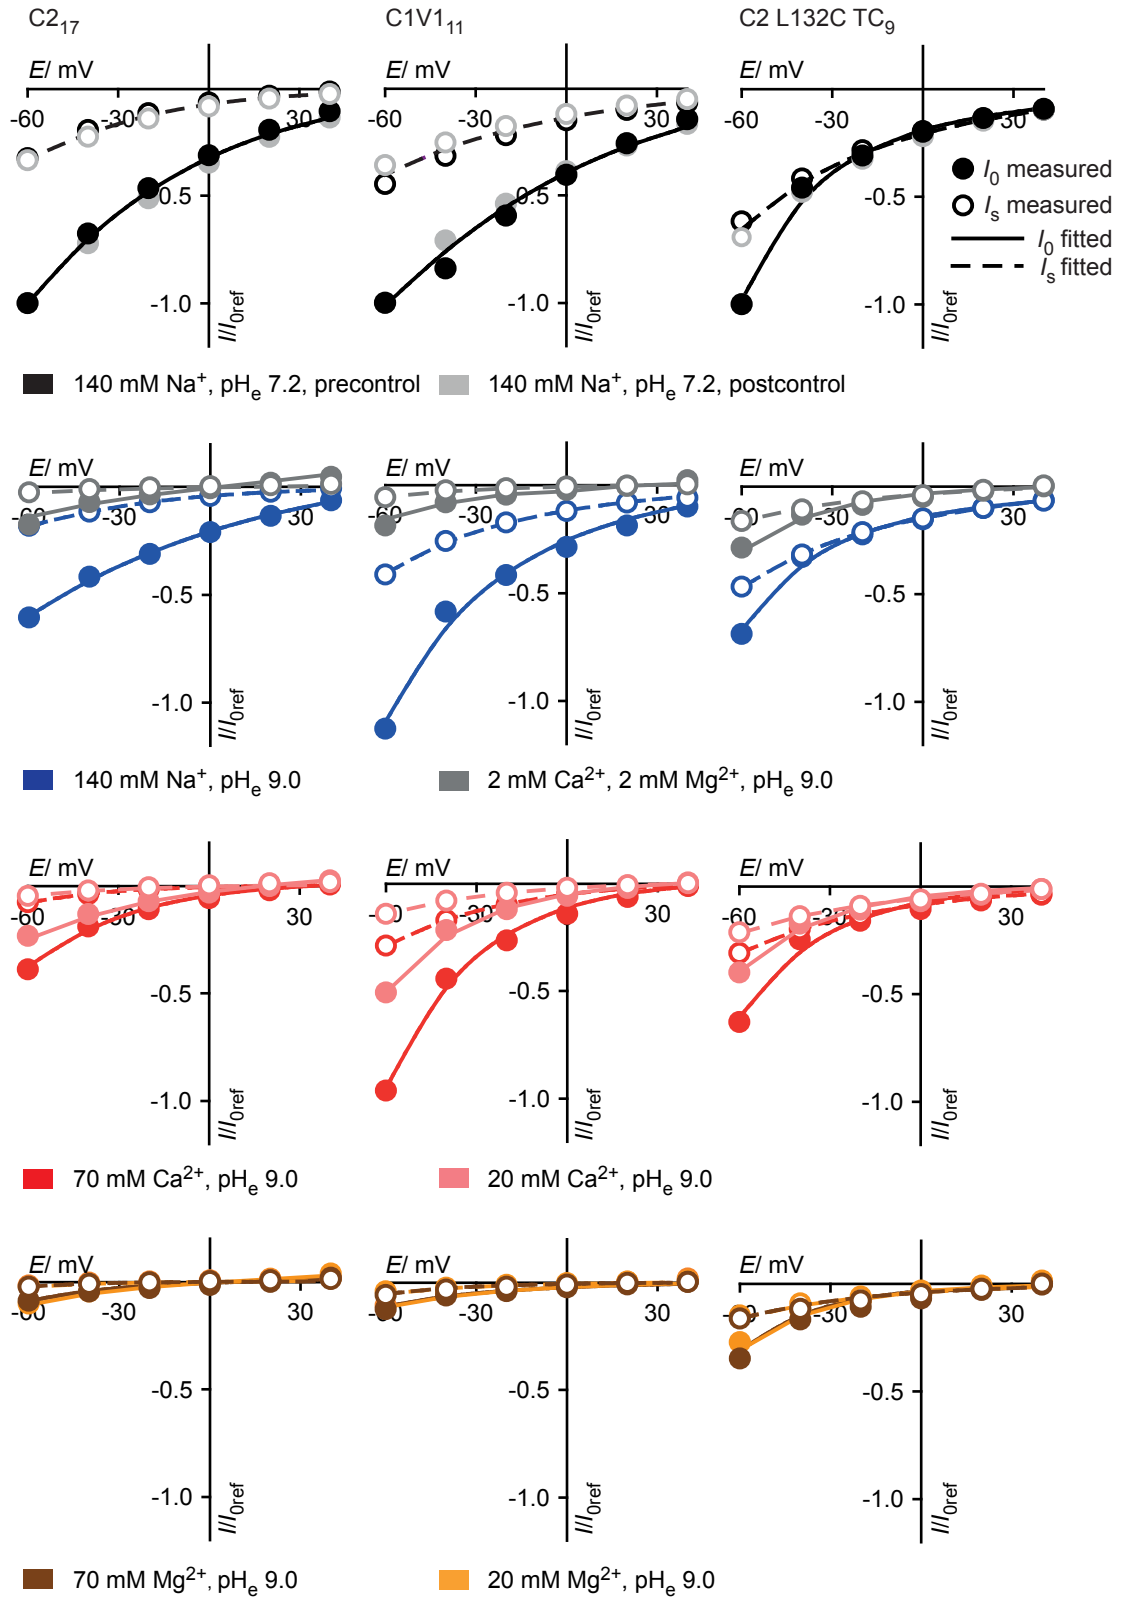 C2₁₇ C1V1₁₁ C2 L132C TC₉
E/ mV E/ mV E/ mV
-60 -30 30 -60 -30 30 -60 -30 30
-0.5 -0.5 -0.5
-1.0 -1.0 -1.0
I/I₀ref I/I₀ref I/I₀ref
I₀ measured
Iₛ measured
I₀ fitted
Iₛ fitted
140 mM Na⁺, pHₑ 7.2, precontrol 140 mM Na⁺, pHₑ 7.2, postcontrol
E/ mV E/ mV E/ mV
-60 -30 30 -60 -30 30 -60 -30 30
-0.5 -0.5 -0.5
-1.0 -1.0 -1.0
I/I₀ref I/I₀ref I/I₀ref
140 mM Na⁺, pHₑ 9.0 2 mM Ca²⁺, 2 mM Mg²⁺, pHₑ 9.0
E/ mV E/ mV E/ mV
-60 -30 30 -30 30 -60 -30 30
-0.5 -0.5 -0.5
-1.0 -1.0 -1.0
I/I₀ref I/I₀ref I/I₀ref
70 mM Ca²⁺, pHₑ 9.0 20 mM Ca²⁺, pHₑ 9.0
E/ mV E/ mV E/ mV
-60 -30 30 -60 -30 30 -30 30
-0.5 -0.5 -0.5
-1.0 -1.0 -1.0
I/I₀ref I/I₀ref I/I₀ref
70 mM Mg²⁺, pHₑ 9.0 20 mM Mg²⁺, pHₑ 9.0